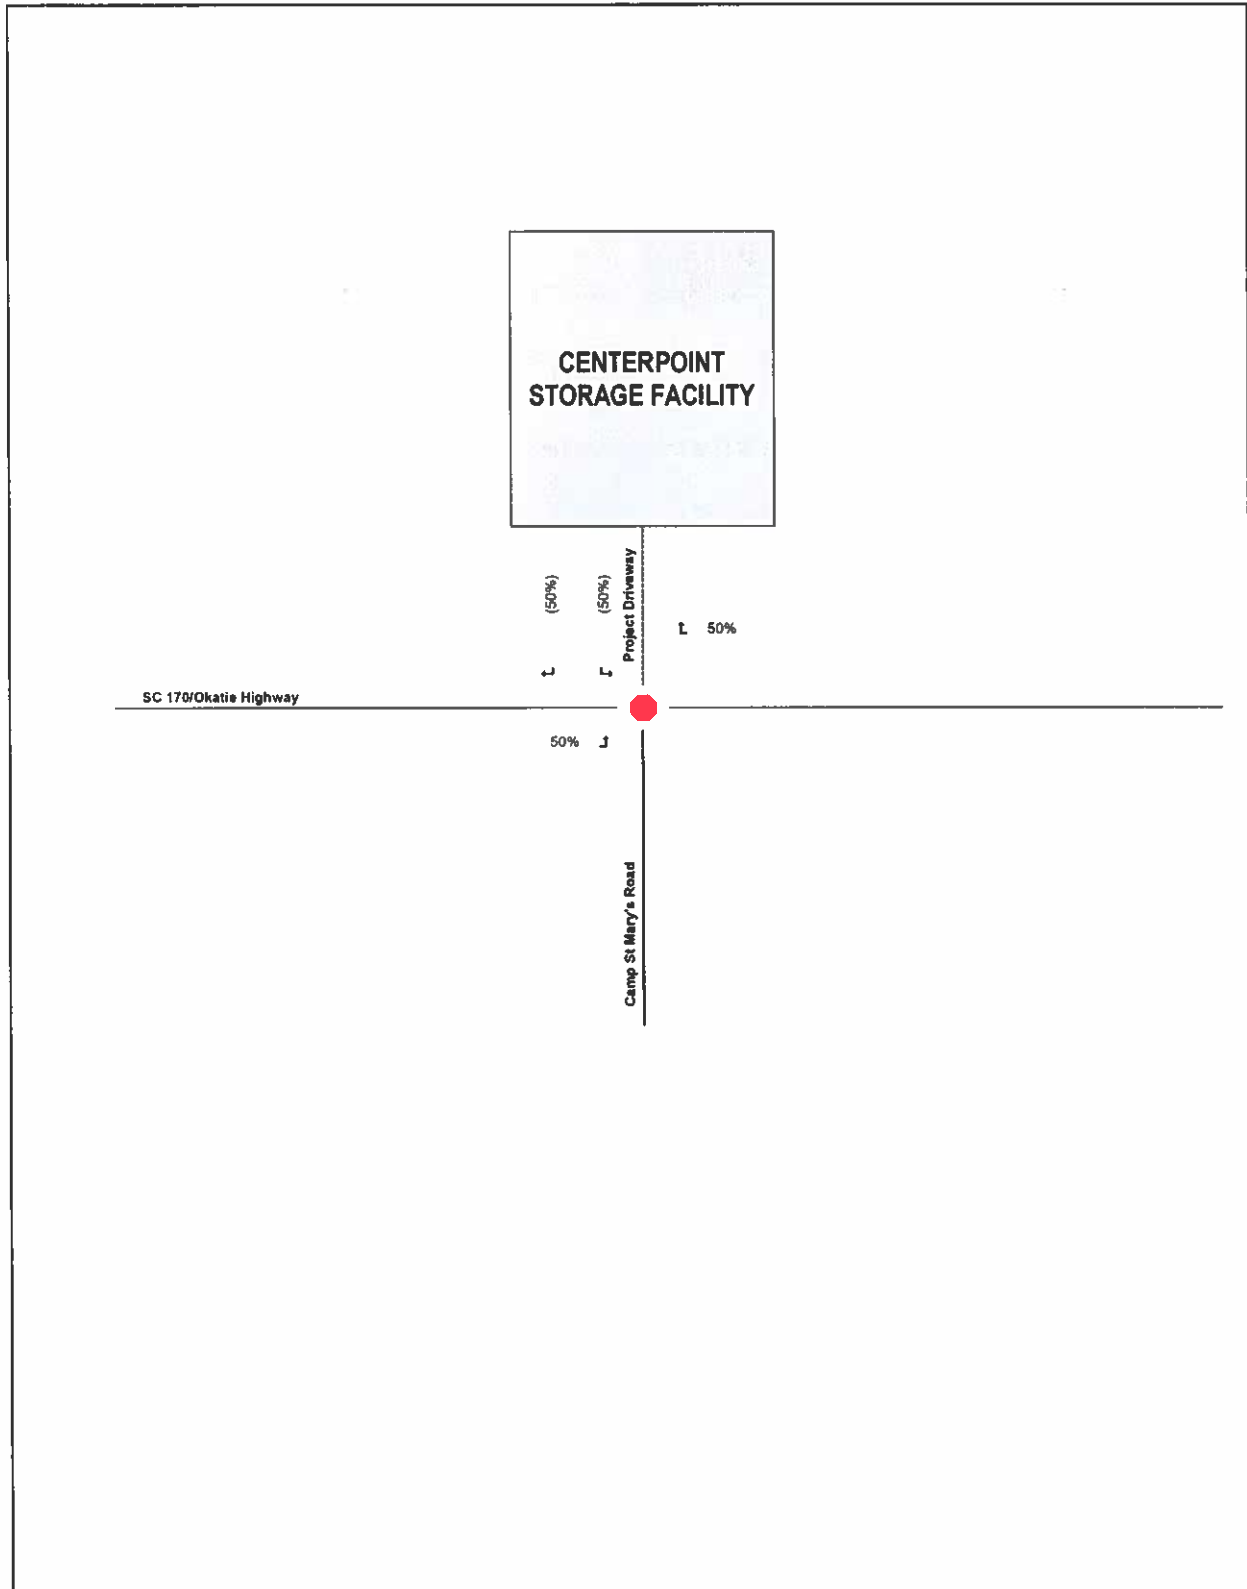 CENTERPOINT
STORAGE FACILITY
(50%)
(50%)
Project Driveway
50%
SC 170/Okatie Highway
50%
Camp St Mary's Road